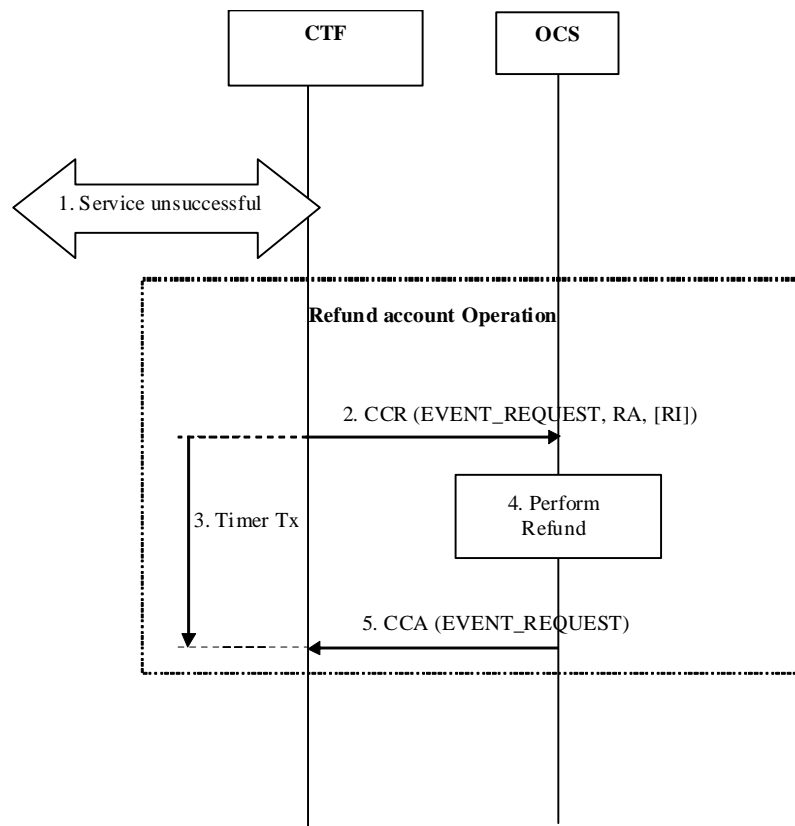 CTF
OCS
1. Service unsuccessful
Refund account Operation
2. CCR (EVENT_REQUEST, RA, [RI])
3. Timer Tx
4. Perform
Refund
5. CCA (EVENT_REQUEST)